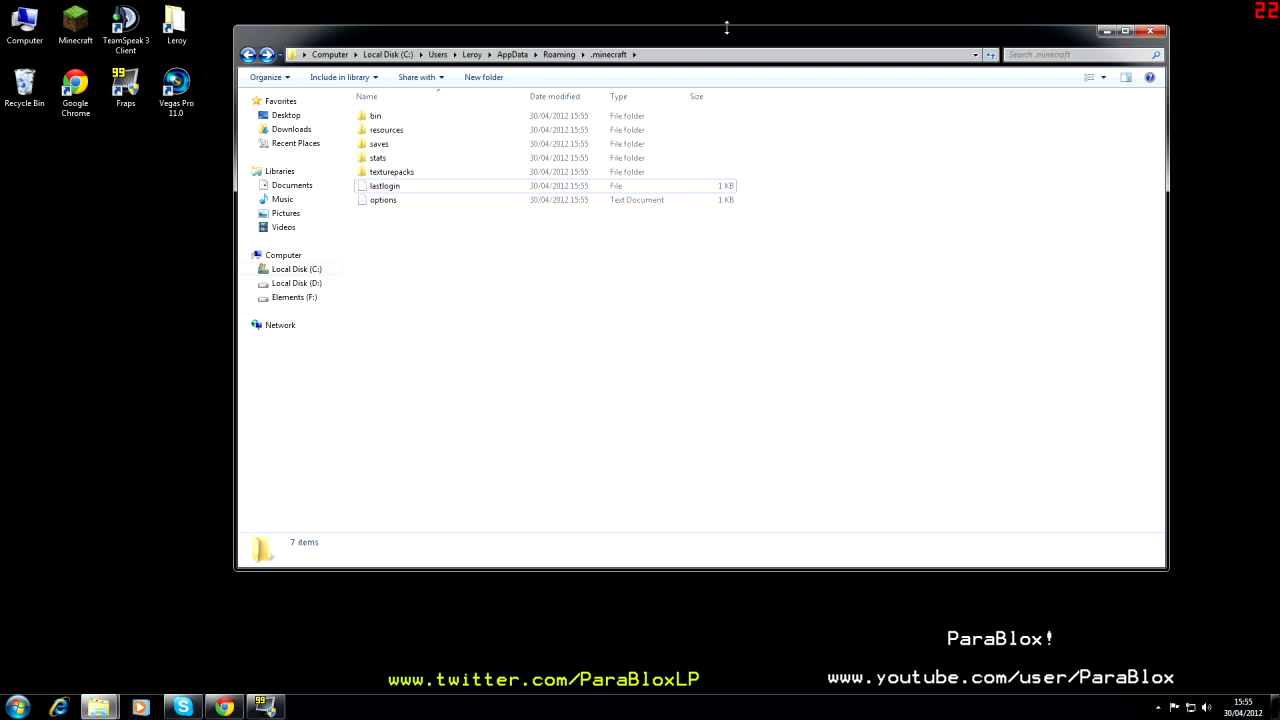 22
Computer
Minecraft
TeamSpeak 3
Client
Leroy
Recycle Bin
Google
Chrome
99
Fraps
Vegas Pro
11.0
Computer Local Disk (C:) Users Leroy AppData Roaming .minecraft
Search .minecraft
Organize Include in library Share with New folder
Name Date modified Type Size
Favorites
Desktop
Downloads
Recent Places
Libraries
Documents
Music
Pictures
Videos
Computer
Local Disk (C:)
Local Disk (D:)
Elements (F:)
Network
bin 30/04/2012 15:55 File folder
resources 30/04/2012 15:55 File folder
saves 30/04/2012 15:55 File folder
stats 30/04/2012 15:55 File folder
texturepacks 30/04/2012 15:55 File folder
lastlogin 30/04/2012 15:55 File 1 KB
options 30/04/2012 15:55 Text Document 1 KB
7 items
ParaBlox!
www.twitter.com/ParaBloxLP
www.youtube.com/user/ParaBlox
99
15:55
30/04/2012